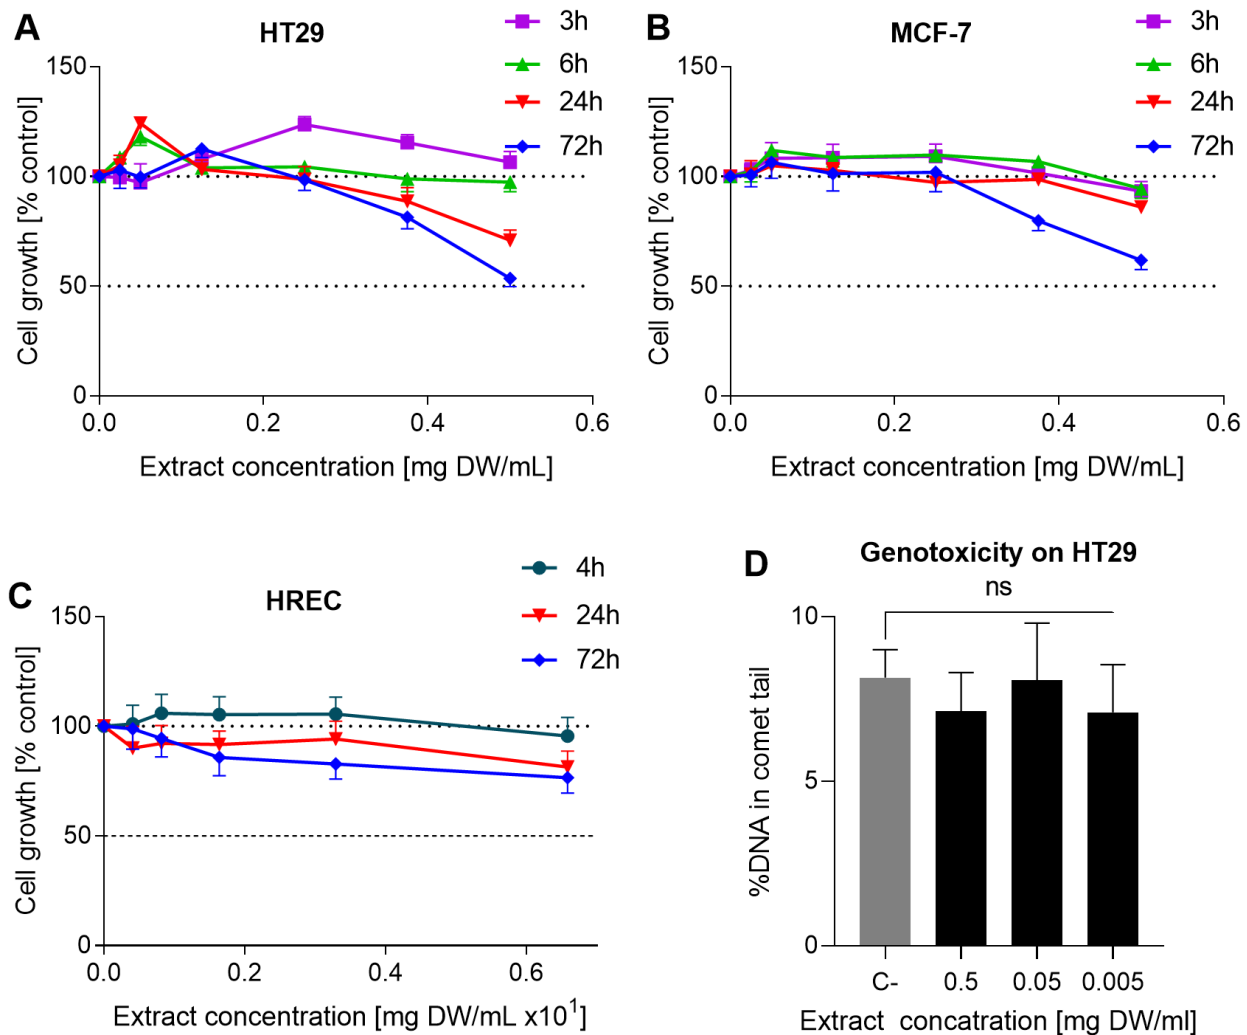 A
HT29
3h
6h
24h
72h
150
100
50
0
Cell growth [% control]
0.0
0.2
0.4
0.6
Extract concentration [mg DW/mL]
B
MCF-7
3h
6h
24h
72h
150
100
50
0
Cell growth [% control]
0.0
0.2
0.4
0.6
Extract concentration [mg DW/mL]
C
HREC
4h
24h
72h
150
100
50
0
Cell growth [% control]
0.0
0.2
0.4
0.6
Extract concentration [mg DW/mL x10¹]
D
Genotoxicity on HT29
ns
10
5
0
%DNA in comet tail
C-
0.5
0.05
0.005
Extract concatration [mg DW/ml]